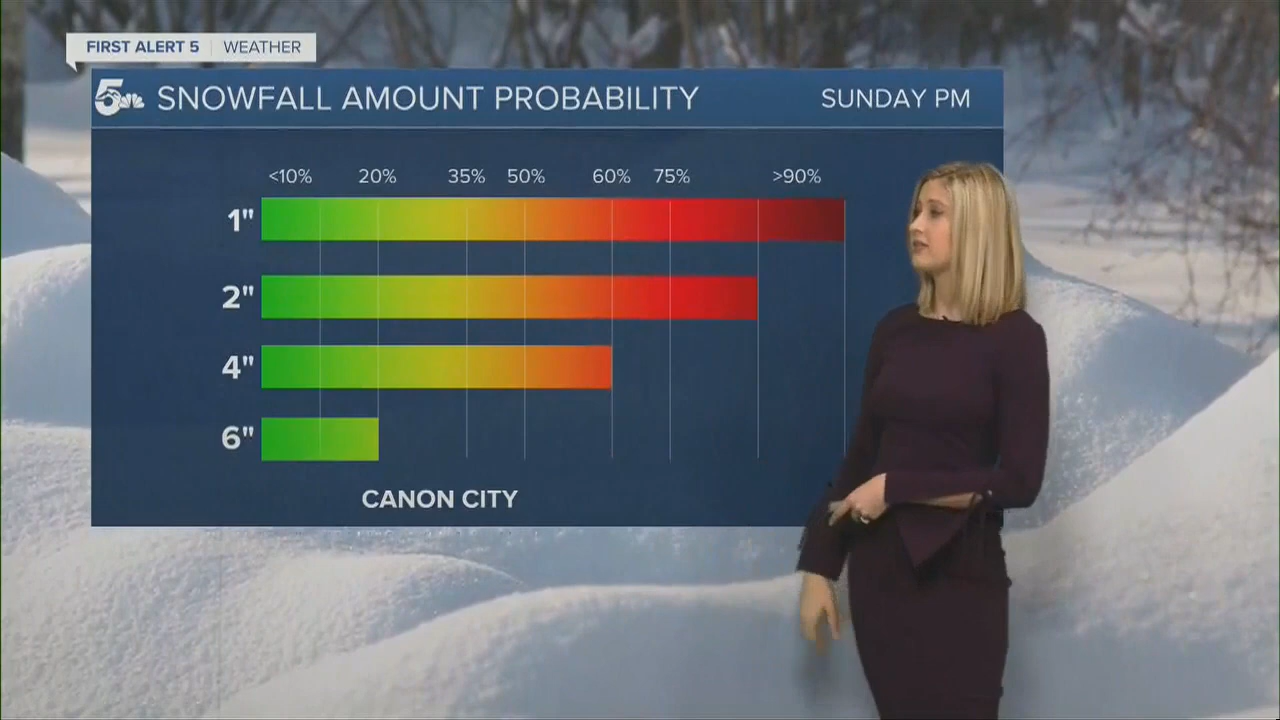 FIRST ALERT 5 WEATHER
5 SNOWFALL AMOUNT PROBABILITY SUNDAY PM
<10% 20% 35% 50% 60% 75% >90%
1"
2"
4"
6"
CANON CITY